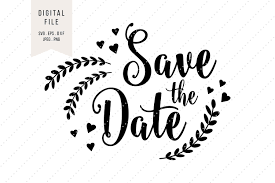 DIGITAL
FILE
SVG, EPS, DXF
JPEG, PNG
Save
the
Date